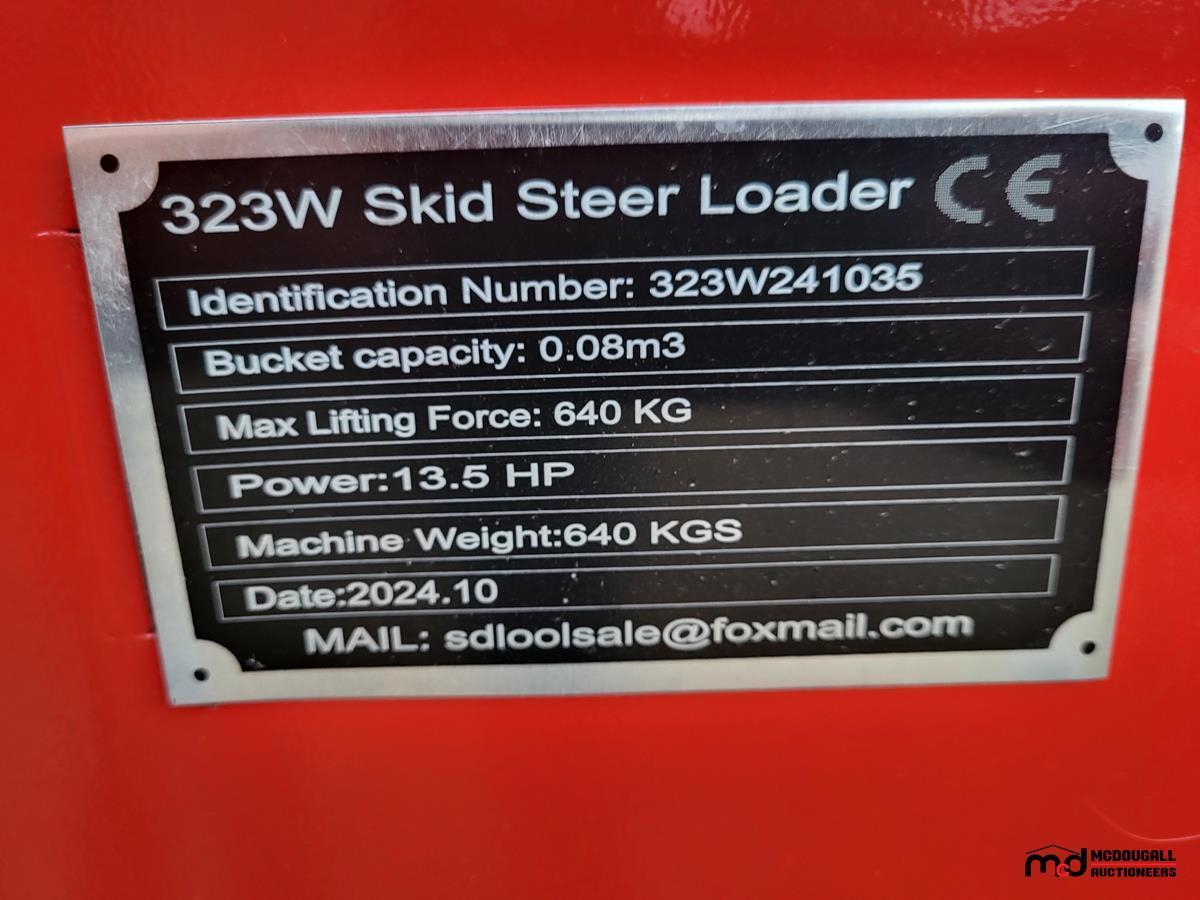 323W Skid Steer Loader CE
Identification Number: 323W241035
Bucket capacity: 0.08m3
Max Lifting Force: 640 KG
Power:13.5 HP
Machine Weight:640 KGS
Date:2024.10
MAIL: sdloolsale@foxmail.com
mcd MCDOUGALL
AUCTIONEERS